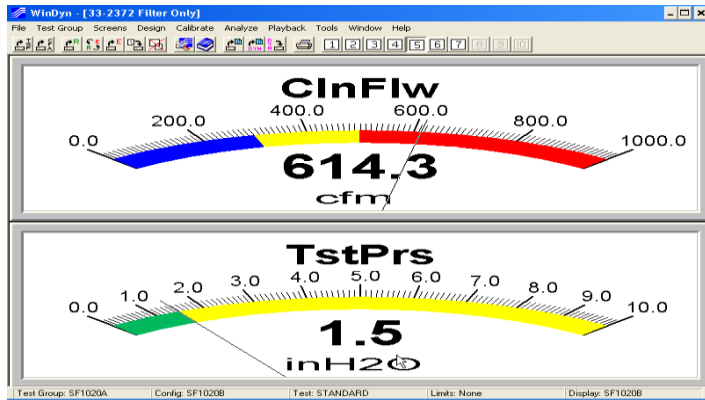 WinDyn - [33-2372 Filter Only]
File Test Group Screens Design Calibrate Analyze Playback Tools Window Help
1 2 3 4 5 6 7 8 9 10
ClnFlw
0.0 200.0 400.0 600.0 800.0 1000.0
614.3
cfm
TstPrs
0.0 1.0 2.0 3.0 4.0 5.0 6.0 7.0 8.0 9.0 10.0
1.5
inH2O
Test Group: SF1020A Config: SF1020B Test: STANDARD Limits: None Display: SF1020B